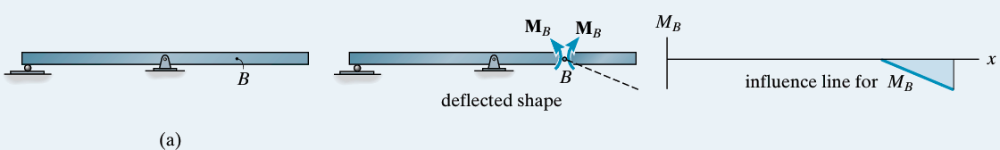 B
(a)
M_B M_B
B
deflected shape
M_B
x
influence line for M_B